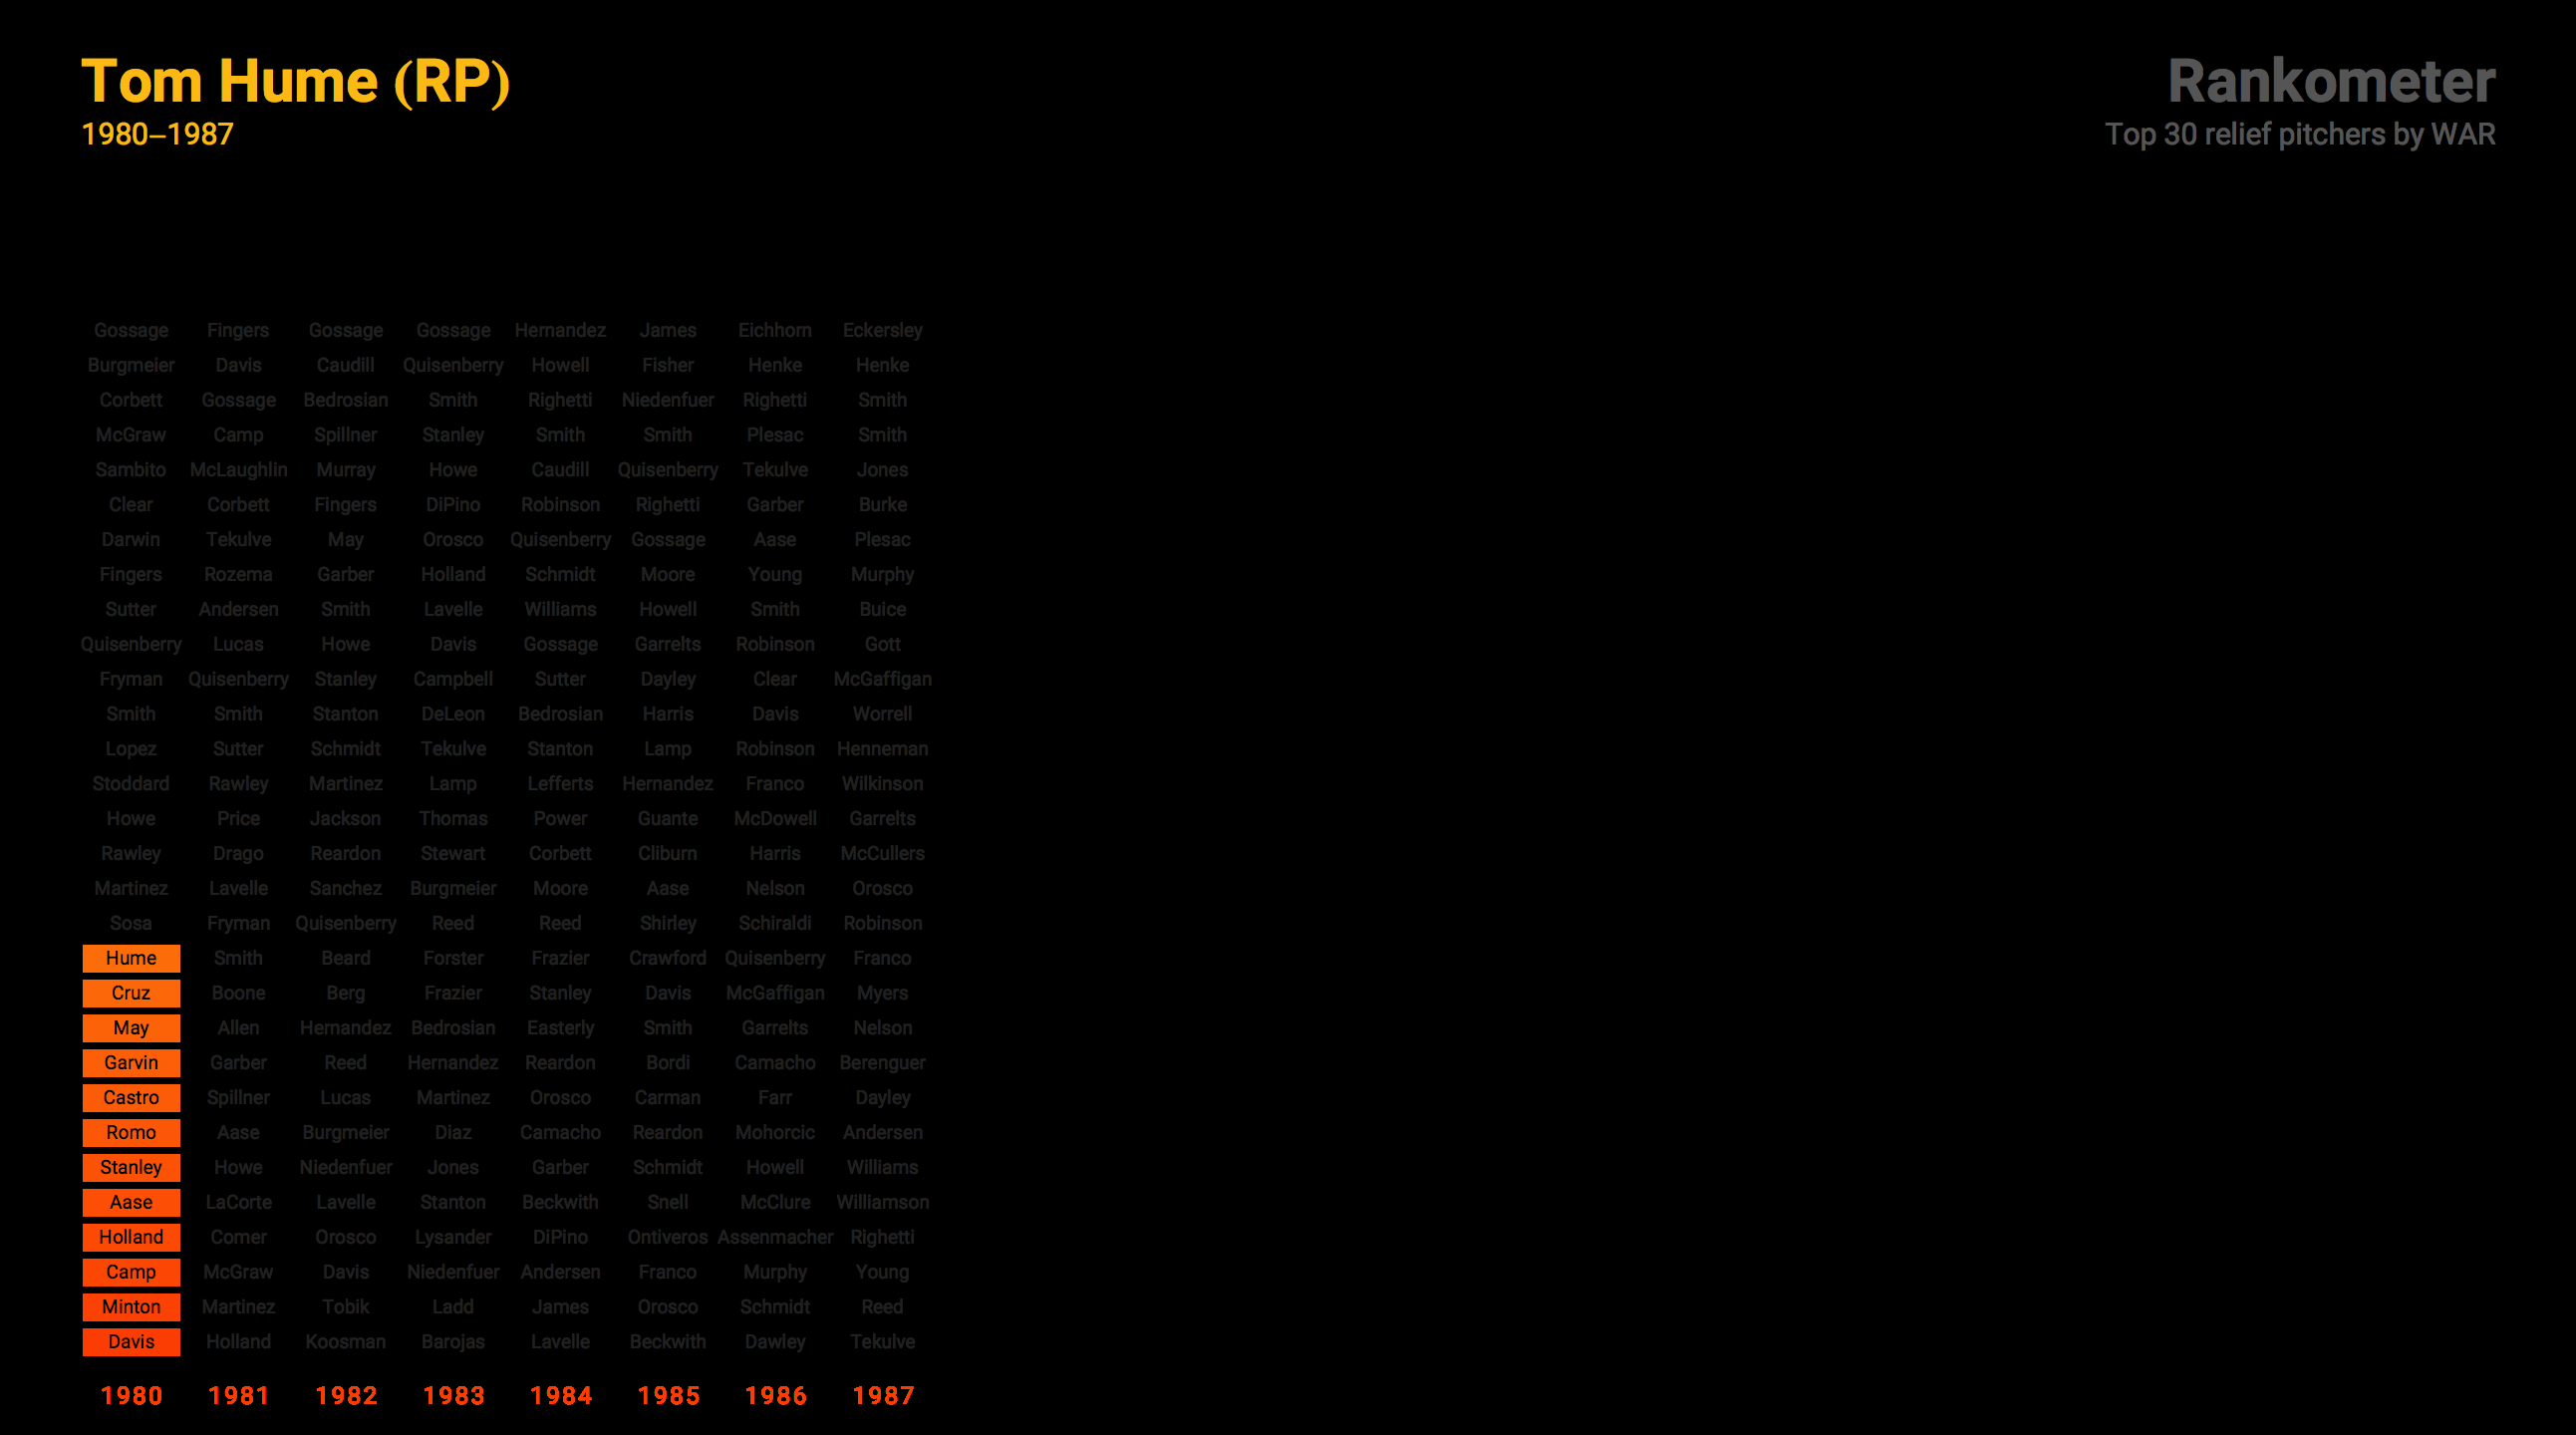 Tom Hume (RP)
1980–1987
Rankometer
Top 30 relief pitchers by WAR
Gossage Fingers Gossage Gossage Hernandez James Eichhorn Eckersley
Burgmeier Davis Caudill Quisenberry Howell Fisher Henke Henke
Corbett Gossage Bedrosian Smith Righetti Niedenfuer Righetti Smith
McGraw Camp Spillner Stanley Smith Smith Plesac Smith
Sambito McLaughlin Murray Howe Caudill Quisenberry Tekulve Jones
Clear Corbett Fingers DiPino Robinson Righetti Garber Burke
Darwin Tekulve May Orosco Quisenberry Gossage Aase Plesac
Fingers Rozema Garber Holland Schmidt Moore Young Murphy
Sutter Andersen Smith Lavelle Williams Howell Smith Buice
Quisenberry Lucas Howe Davis Gossage Garrelts Robinson Gott
Fryman Quisenberry Stanley Campbell Sutter Dayley Clear McGaffigan
Smith Smith Stanton DeLeon Bedrosian Harris Davis Worrell
Lopez Sutter Schmidt Tekulve Stanton Lamp Robinson Henneman
Stoddard Rawley Martinez Lamp Lefferts Hernandez Franco Wilkinson
Howe Price Jackson Thomas Power Guante McDowell Garrelts
Rawley Drago Reardon Stewart Corbett Cliburn Harris McCullers
Martinez Lavelle Sanchez Burgmeier Moore Aase Nelson Orosco
Sosa Fryman Quisenberry Reed Reed Shirley Schiraldi Robinson
Hume Smith Beard Forster Frazier Crawford Quisenberry Franco
Cruz Boone Berg Frazier Stanley Davis McGaffigan Myers
May Allen Hernandez Bedrosian Easterly Smith Garrelts Nelson
Garvin Garber Reed Hernandez Reardon Bordi Camacho Berenguer
Castro Spillner Lucas Martinez Orosco Carman Farr Dayley
Romo Aase Burgmeier Diaz Camacho Reardon Mohorcic Andersen
Stanley Howe Niedenfuer Jones Garber Schmidt Howell Williams
Aase LaCorte Lavelle Stanton Beckwith Snell McClure Williamson
Holland Comer Orosco Lysander DiPino Ontiveros Assenmacher Righetti
Camp McGraw Davis Niedenfuer Andersen Franco Murphy Young
Minton Martinez Tobik Ladd James Orosco Schmidt Reed
Davis Holland Koosman Barojas Lavelle Beckwith Dawley Tekulve
1980 1981 1982 1983 1984 1985 1986 1987